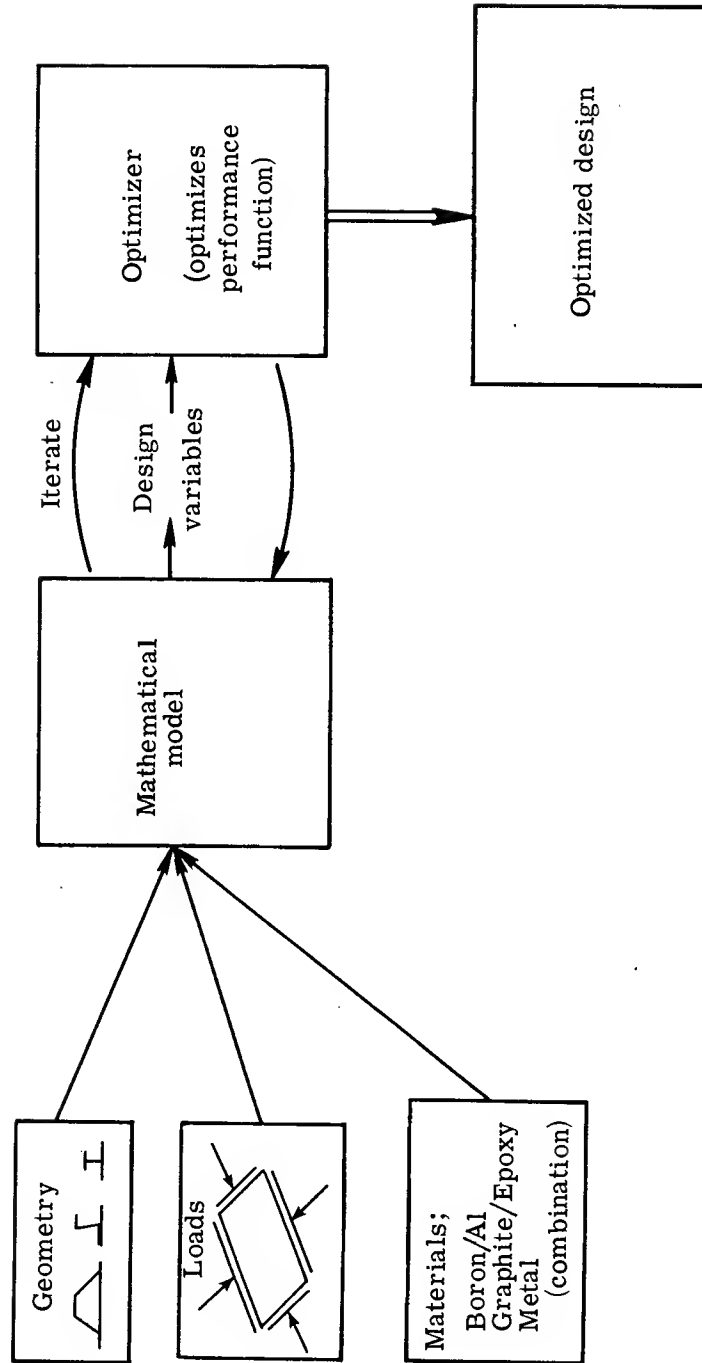 Geometry
Loads
Materials;
Boron/Al
Graphite/Epoxy
Metal
(combination)
Mathematical
model
Iterate
Design
variables
Optimizer
(optimizes
performance
function)
Optimized design